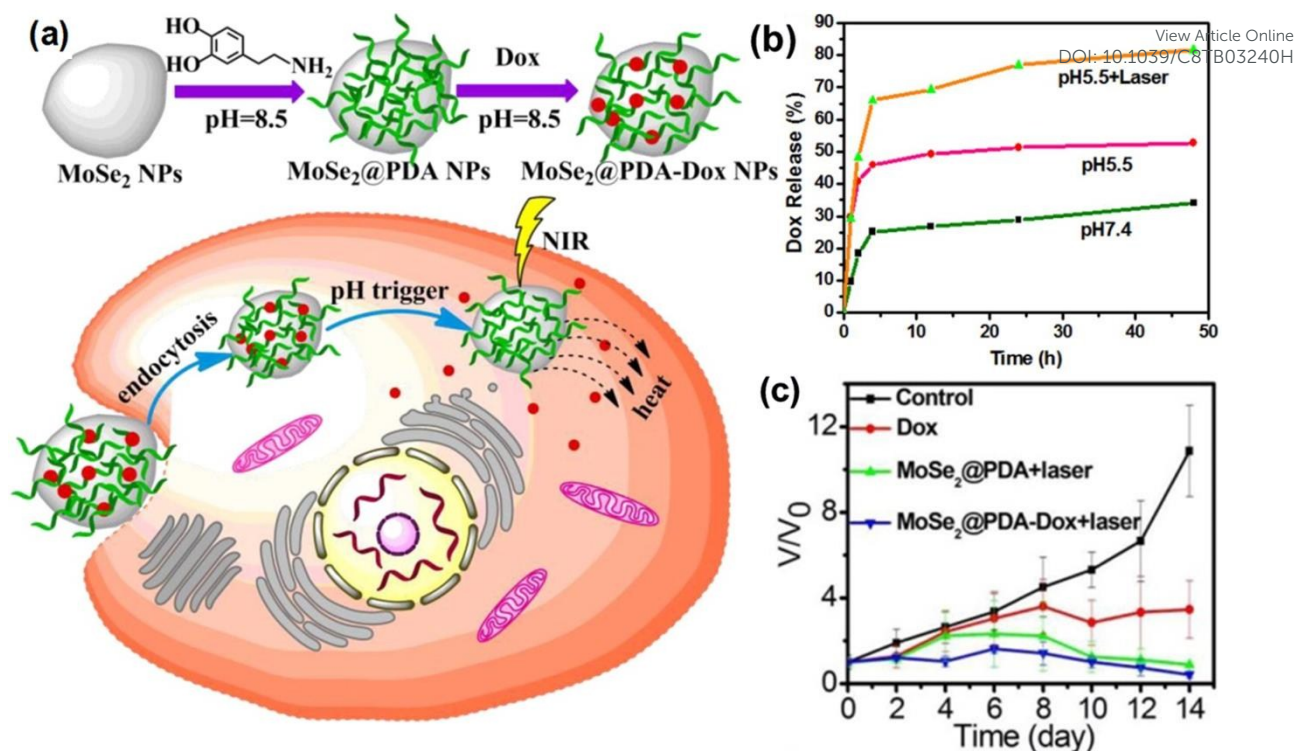 (a)
HO
HO
NH2
pH=8.5
Dox
pH=8.5
MoSe2 NPs
MoSe2@PDA NPs
MoSe2@PDA-Dox NPs
NIR
pH trigger
endocytosis
heat
(b)
View Article Online
DOI: 10.1039/C8TB03240H
90
80
70
60
50
40
30
20
10
0
Dox Release (%)
pH5.5+Laser
pH5.5
pH7.4
0 10 20 30 40 50
Time (h)
(c)
Control
Dox
MoSe2@PDA+laser
MoSe2@PDA-Dox+laser
12
8
4
0
V/V0
0 2 4 6 8 10 12 14
Time (day)